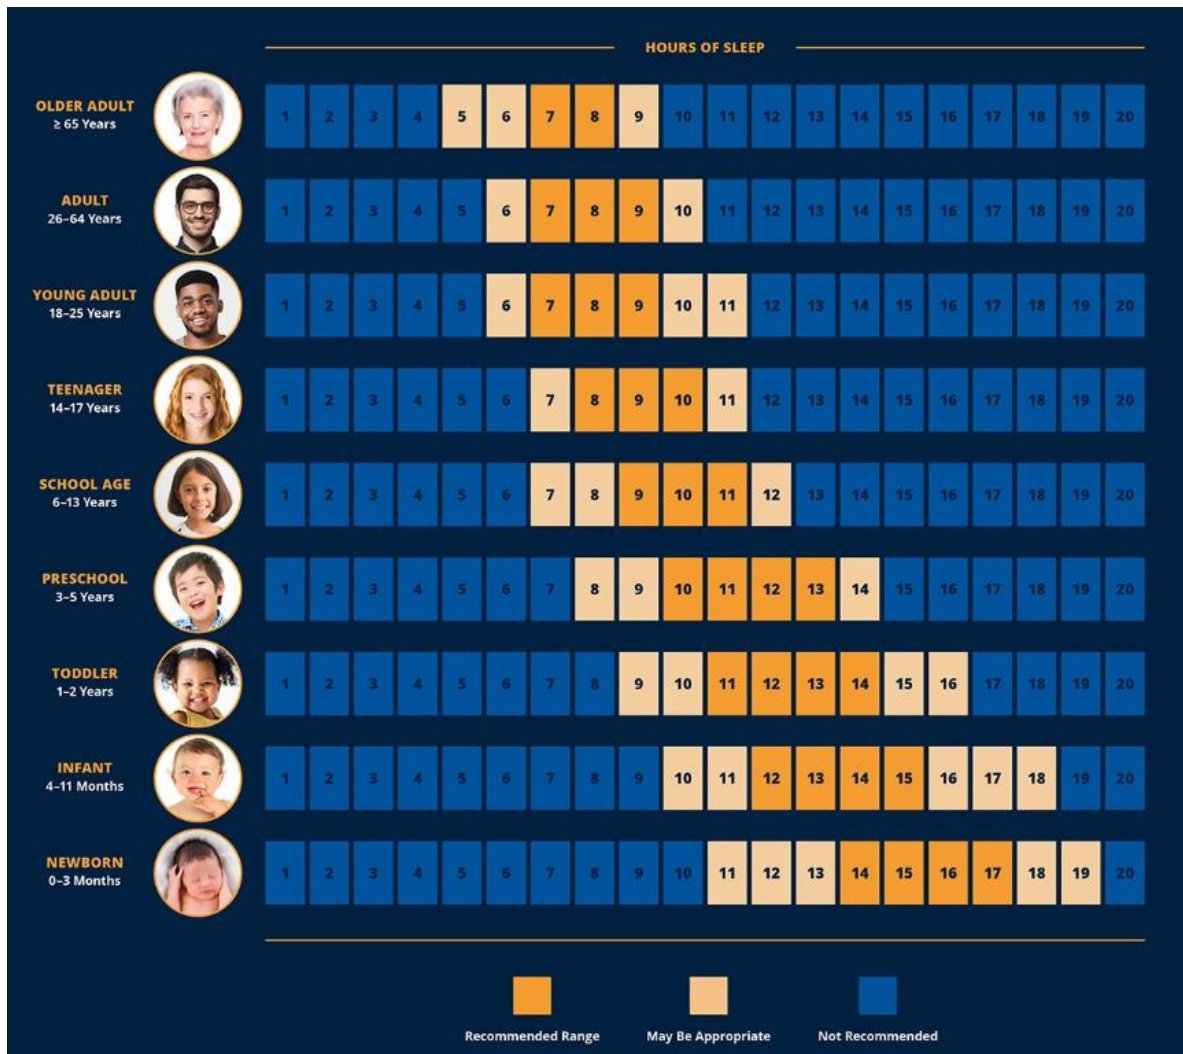 HOURS OF SLEEP
OLDER ADULT
≥ 65 Years
1 2 3 4 5 6 7 8 9 10 11 12 13 14 15 16 17 18 19 20
ADULT
26–64 Years
1 2 3 4 5 6 7 8 9 10 11 12 13 14 15 16 17 18 19 20
YOUNG ADULT
18–25 Years
1 2 3 4 5 6 7 8 9 10 11 12 13 14 15 16 17 18 19 20
TEENAGER
14–17 Years
1 2 3 4 5 6 7 8 9 10 11 12 13 14 15 16 17 18 19 20
SCHOOL AGE
6–13 Years
1 2 3 4 5 6 7 8 9 10 11 12 13 14 15 16 17 18 19 20
PRESCHOOL
3–5 Years
1 2 3 4 5 6 7 8 9 10 11 12 13 14 15 16 17 18 19 20
TODDLER
1–2 Years
1 2 3 4 5 6 7 8 9 10 11 12 13 14 15 16 17 18 19 20
INFANT
4–11 Months
1 2 3 4 5 6 7 8 9 10 11 12 13 14 15 16 17 18 19 20
NEWBORN
0–3 Months
1 2 3 4 5 6 7 8 9 10 11 12 13 14 15 16 17 18 19 20
Recommended Range
May Be Appropriate
Not Recommended